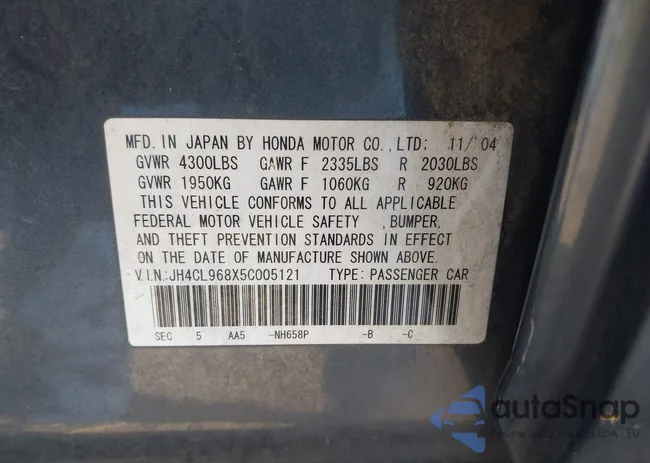 MFD. IN JAPAN BY HONDA MOTOR CO., LTD; 11/'04
GVWR 4300LBS GAWR F 2335LBS R 2030LBS
GVWR 1950KG GAWR F 1060KG R 920KG
THIS VEHICLE CONFORMS TO ALL APPLICABLE
FEDERAL MOTOR VEHICLE SAFETY , BUMPER,
AND THEFT PREVENTION STANDARDS IN EFFECT
ON THE DATE OF MANUFACTURE SHOWN ABOVE.
V.I.N.:JH4CL968X5C005121 TYPE: PASSENGER CAR
SEC 5 AA5 -NH658P -B -C
autoSnap